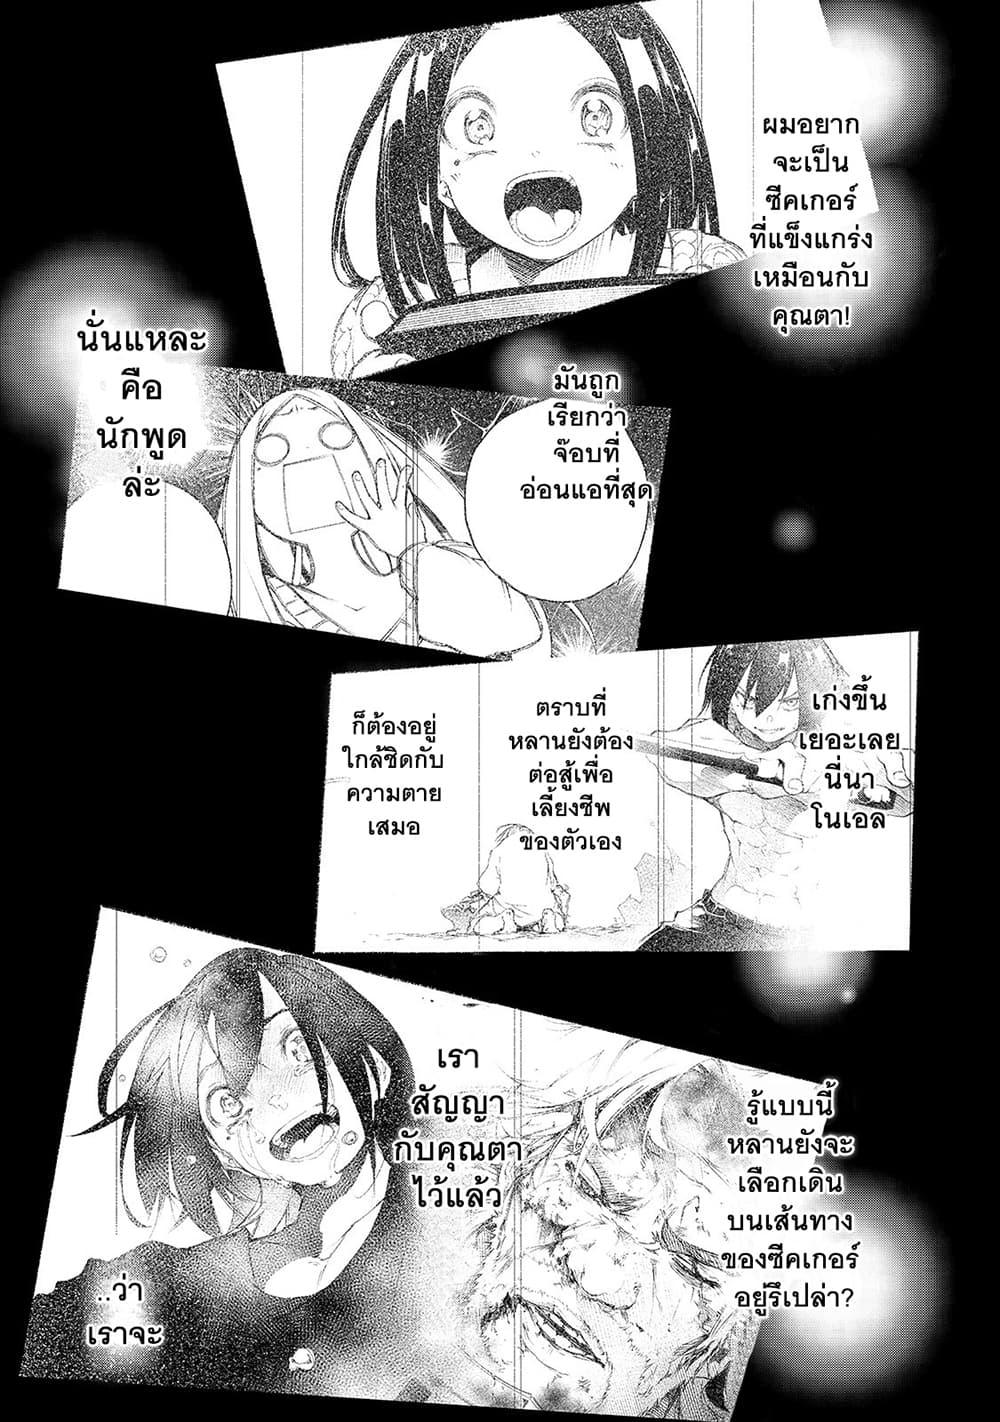 ผมอยาก
จะเป็น
ซีคเกอร์
ที่แข็งแกร่ง
เหมือนกับ
คุณตา!
มันถูก
เรียกว่า
จ๊อบที่
อ่อนแอที่สุด
นั่นแหละ
คือ
นักพูด
ล่ะ
เก่งขึ้น
เยอะเลย
นี่นา
โนเอล
ตราบที่
หลานยังต้อง
ต่อสู้เพื่อ
เลี้ยงชีพ
ของตัวเอง
ก็ต้องอยู่
ใกล้ชิดกับ
ความตาย
เสมอ
รู้แบบนี้
หลานยังจะ
เลือกเดิน
บนเส้นทาง
ของซีคเกอร์
อยู่รึเปล่า?
เรา
สัญญา
กับคุณตา
ไว้แล้ว
..ว่า
เราจะ